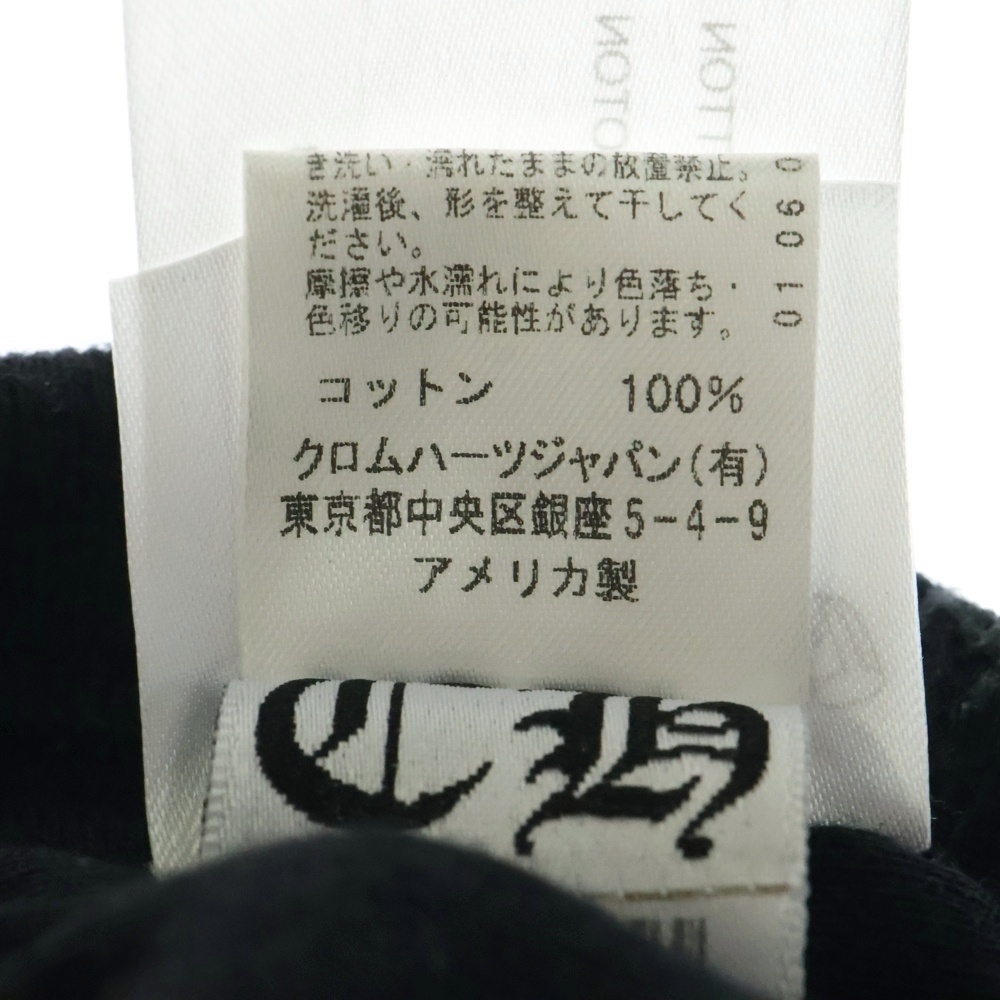 き洗い・濡れたままの放置禁止。
洗濯後、形を整えて干してく
ださい。
摩擦や水濡れにより色落ち・
色移りの可能性があります。
コットン 100%
クロムハーツジャパン(有)
東京都中央区銀座5-4-9
アメリカ製
01060
CH